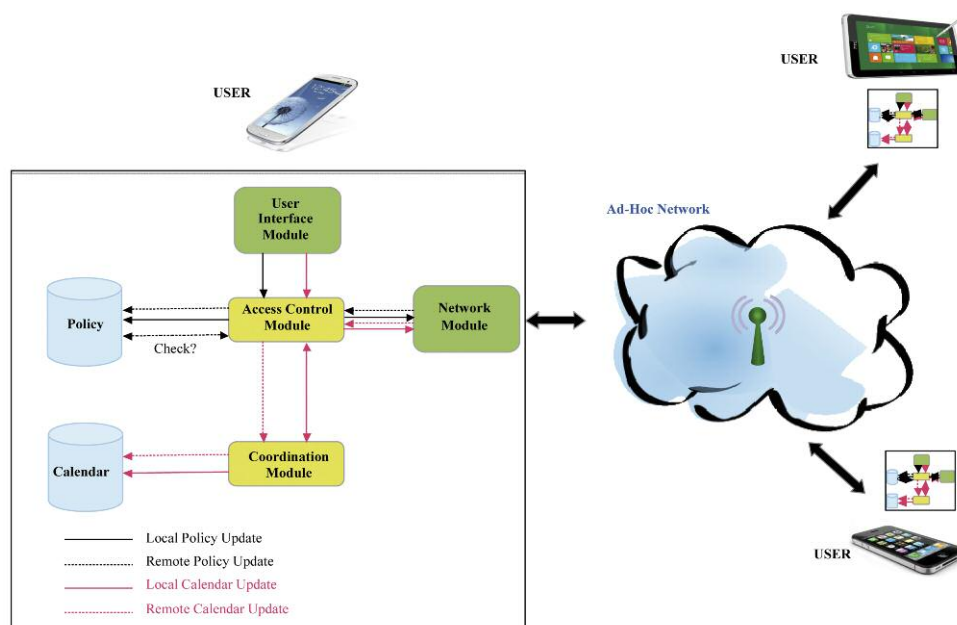 USER
USER
Ad-Hoc Network
User
Interface
Module
Policy
Access Control
Module
Network
Module
Check?
Calendar
Coordination
Module
Local Policy Update
Remote Policy Update
Local Calendar Update
Remote Calendar Update
USER